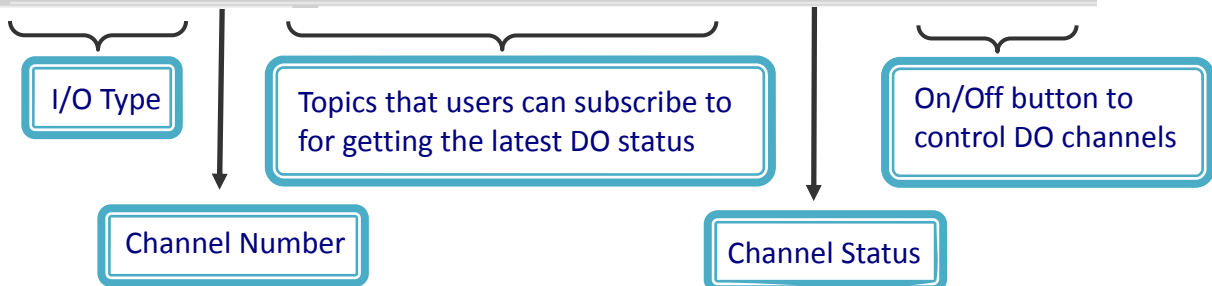 I/O Type
Topics that users can subscribe to
for getting the latest DO status
On/Off button to
control DO channels
Channel Number
Channel Status